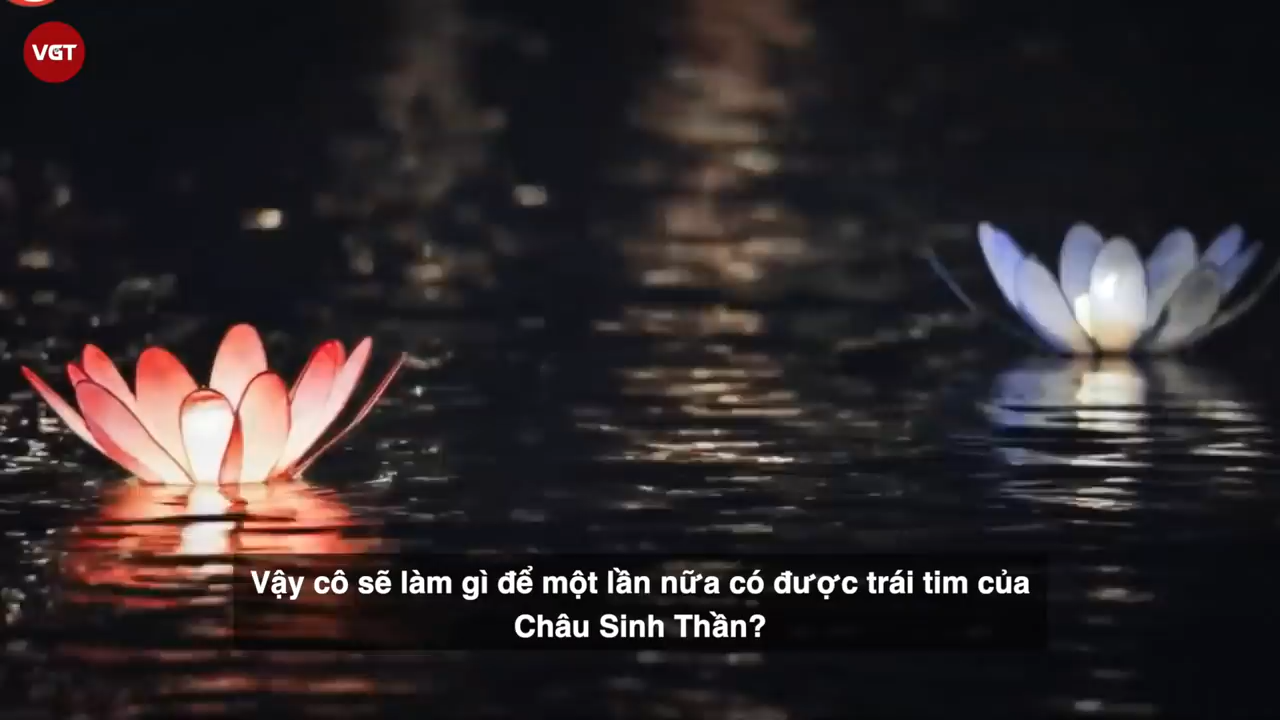 VGT
Vậy cô sẽ làm gì để một lần nữa có được trái tim của
Châu Sinh Thần?